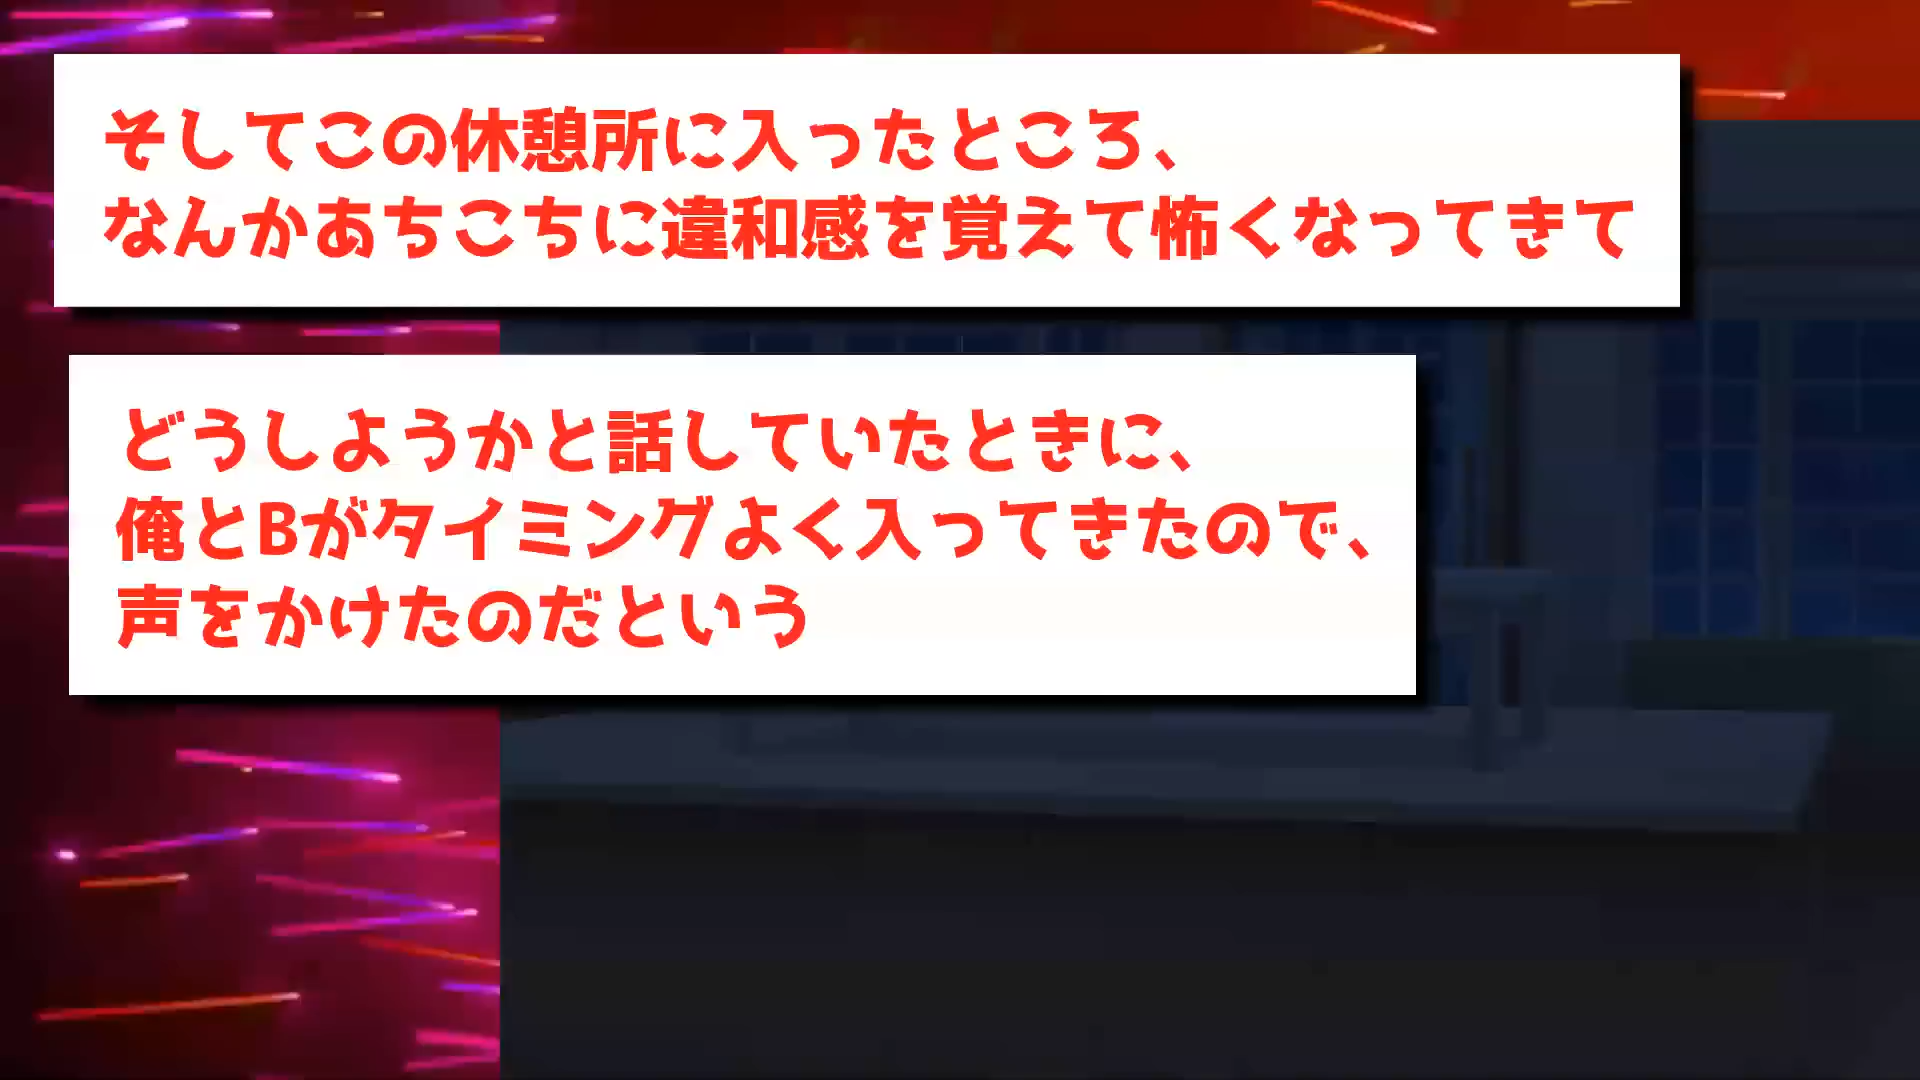 そしてこの休憩所に入ったところ、
なんかあちこちに違和感を覚えて怖くなってきて
どうしようかと話していたときに、
俺とBがタイミングよく入ってきたので、
声をかけたのだという